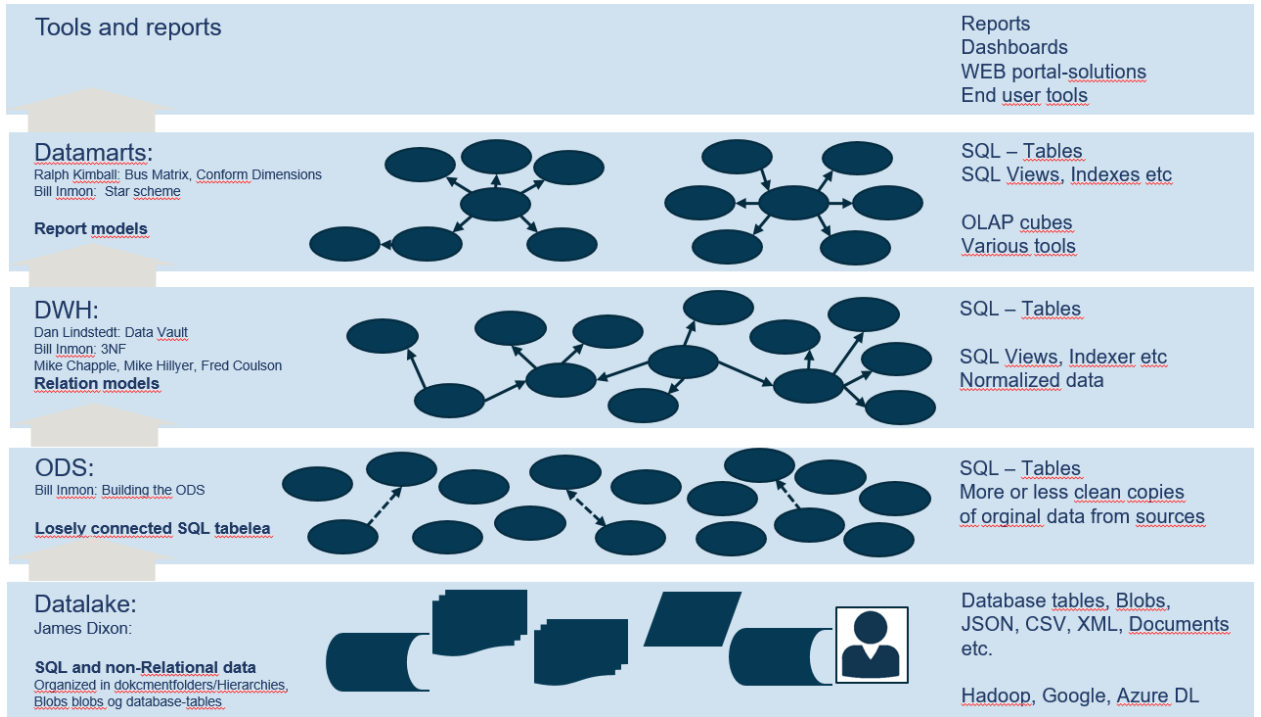 Tools and reports
Reports
Dashboards
WEB portal-solutions
End user tools
Datamarts:
Ralph Kimball: Bus Matrix, Conform Dimensions
Bill Inmon:  Star scheme
Report models
SQL – Tables
SQL Views, Indexes etc
OLAP cubes
Various tools
DWH:
Dan Lindstedt: Data Vault
Bill Inmon: 3NF
Mike Chapple, Mike Hillyer, Fred Coulson
Relation models
SQL – Tables
SQL Views, Indexer etc
Normalized data
ODS:
Bill Inmon: Building the ODS
Losely connected SQL tabelea
SQL – Tables
More or less clean copies
of orginal data from sources
Datalake:
James Dixon:
SQL and non-Relational data
Organized in dokcmentfolders/Hierarchies,
Blobs blobs og database-tables
Database tables, Blobs,
JSON, CSV, XML, Documents
etc.
Hadoop, Google, Azure DL